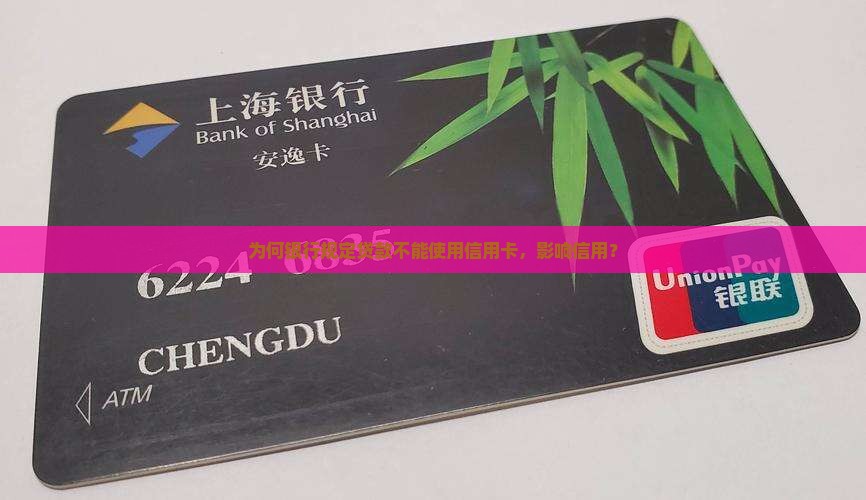 上海银行
Bank of Shanghai
安逸卡
为何银行规定贷款不能使用信用卡，影响信用？
6224 6835
UnionPay
银联
CHENGDU
ATM